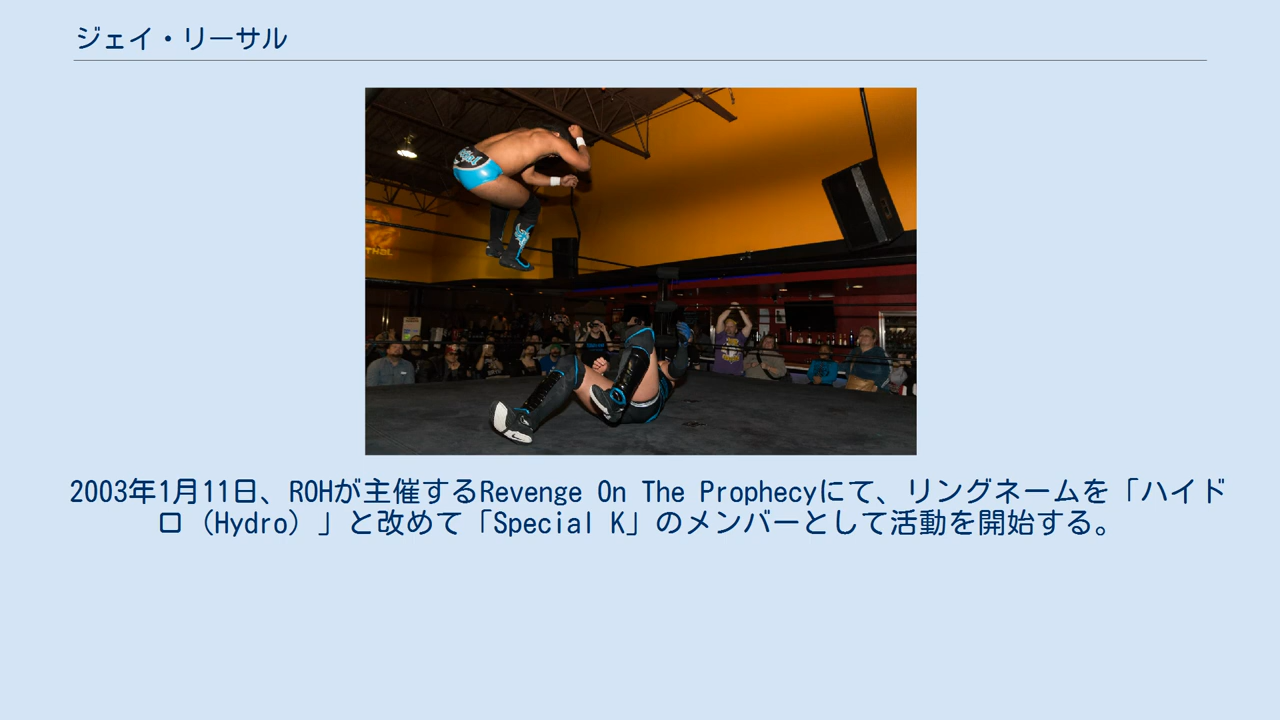 ジェイ・リーサル
THAL
2003年1月11日、ROHが主催するRevenge On The Prophecyにて、リングネームを「ハイド
ロ（Hydro）」と改めて「Special K」のメンバーとして活動を開始する。